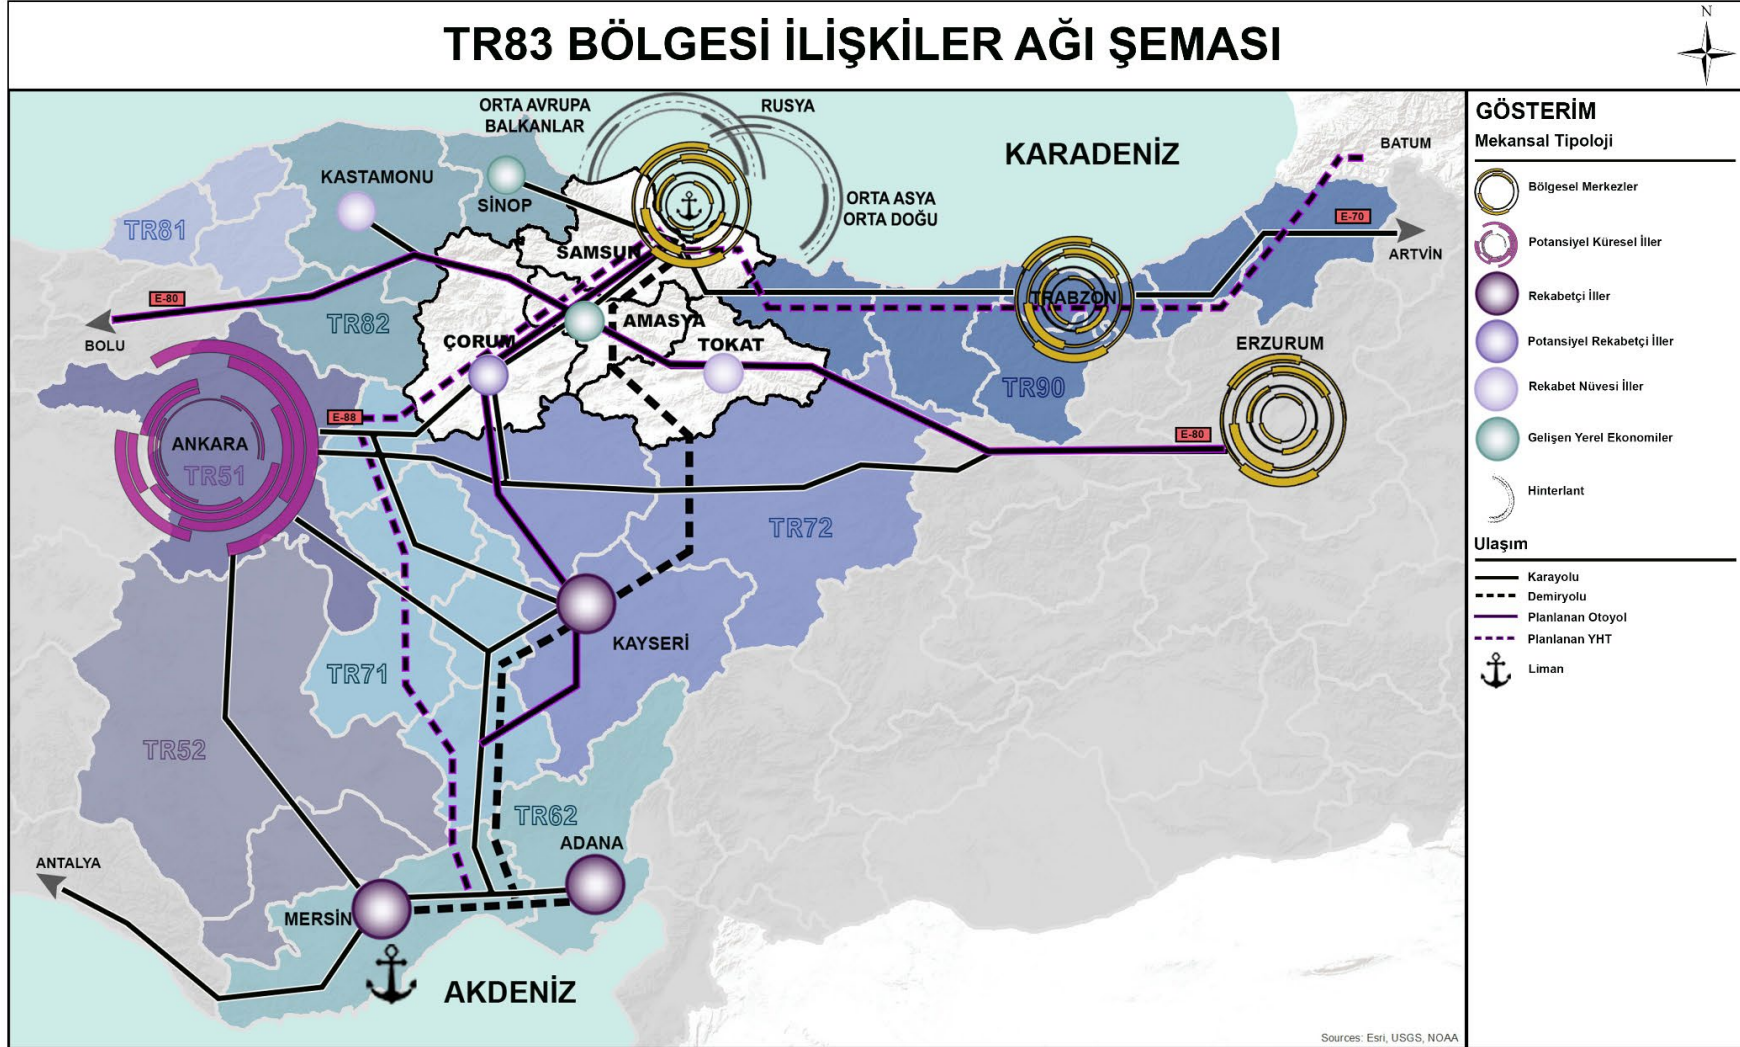 TR83 BÖLGESİ İLİŞKİLER AĞI ŞEMASI
N
ORTA AVRUPA
BALKANLAR
RUSYA
KARADENİZ
BATUM
KASTAMONU
SİNOP
ORTA ASYA
ORTA DOĞU
E-70
ARTVİN
TR81
SAMSUN
E-80
BOLU
TR82
TRABZON
ÇORUM
AMASYA
TOKAT
ERZURUM
TR90
E-88
E-80
ANKARA
TR51
TR72
KAYSERİ
TR71
TR52
TR62
ADANA
ANTALYA
MERSİN
AKDENİZ
Sources: Esri, USGS, NOAA
GÖSTERİM
Mekansal Tipoloji
Bölgesel Merkezler
Potansiyel Küresel İller
Rekabetçi İller
Potansiyel Rekabetçi İller
Rekabet Nüvesi İller
Gelişen Yerel Ekonomiler
Hinterlant
Ulaşım
Karayolu
Demiryolu
Planlanan Otoyol
Planlanan YHT
Liman